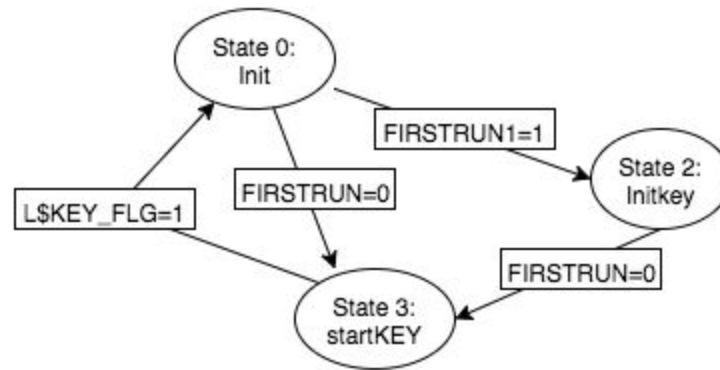 State 0:
Init
FIRSTRUN1=1
State 2:
Initkey
L$KEY_FLG=1
FIRSTRUN=0
FIRSTRUN=0
State 3:
startKEY